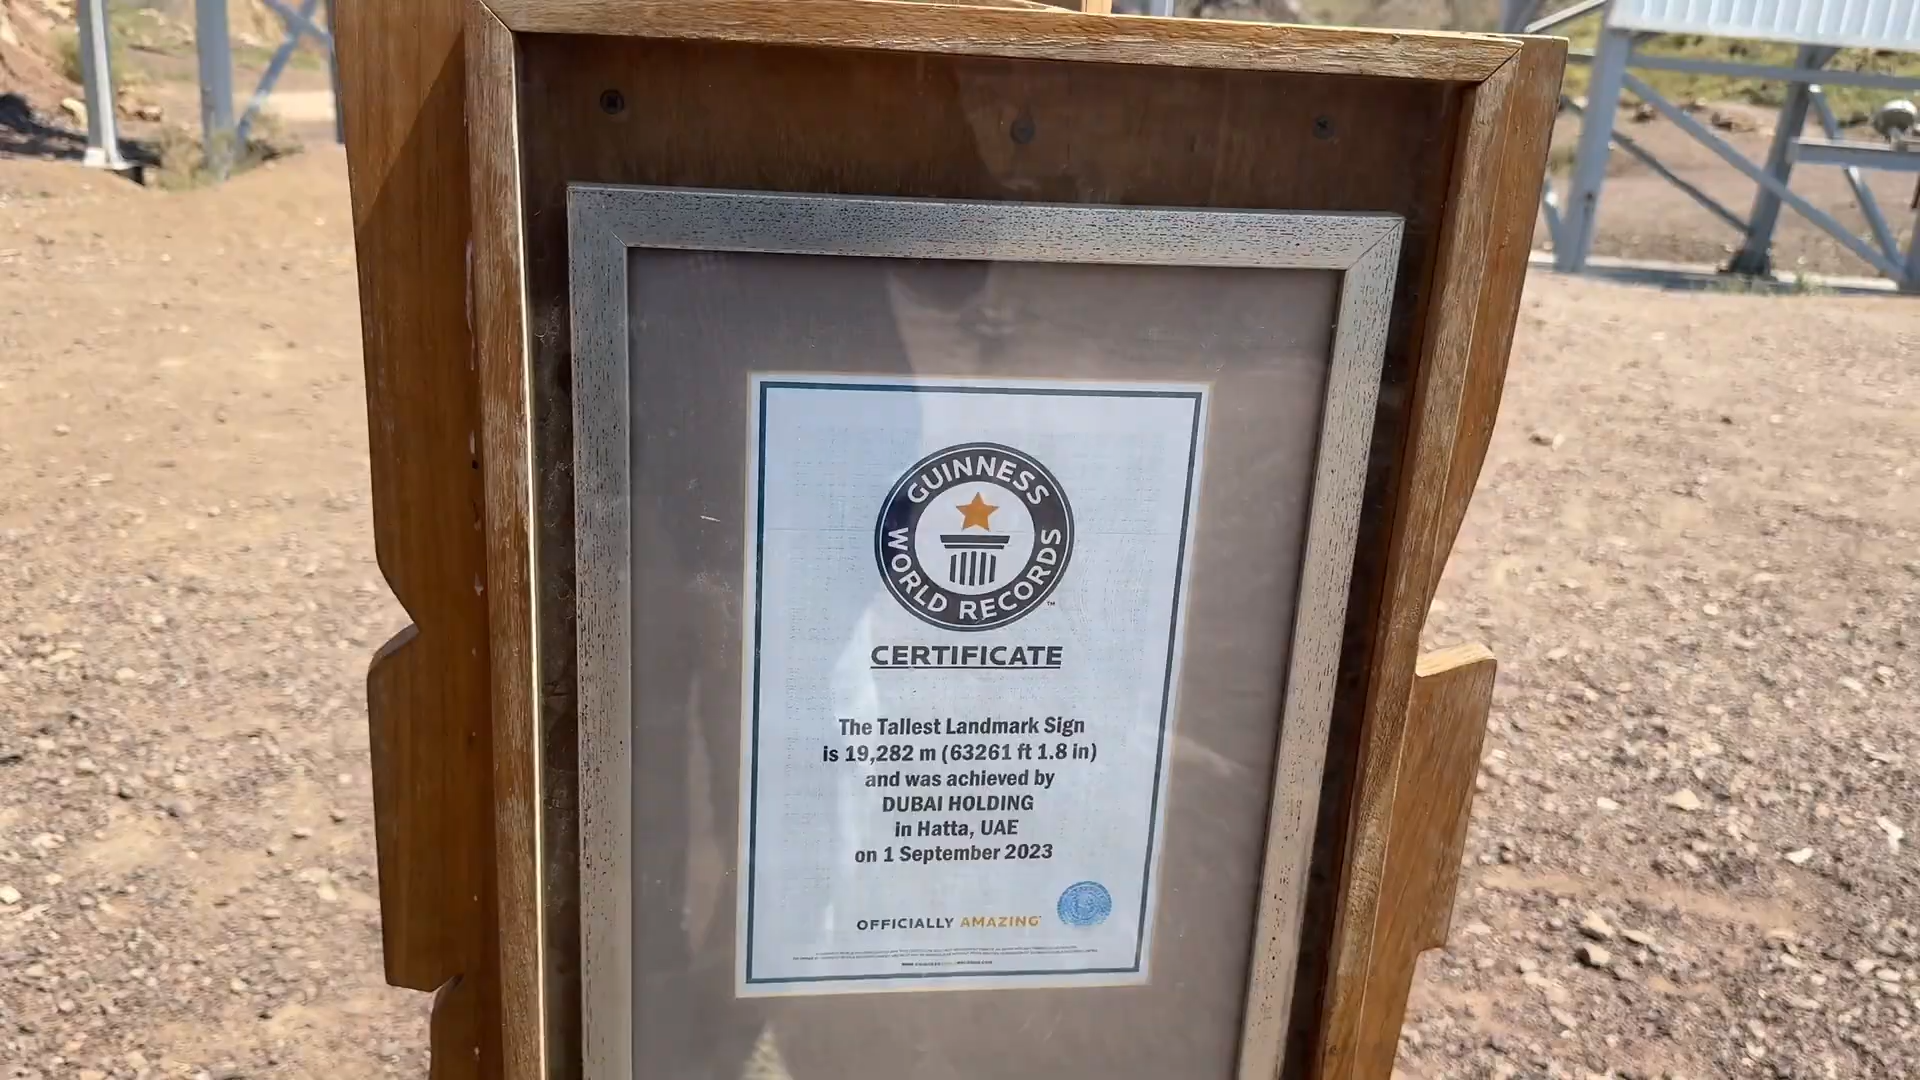 GUINNESS
WORLD RECORDS
™
CERTIFICATE
The Tallest Landmark Sign
is 19,282 m (63261 ft 1.8 in)
and was achieved by
DUBAI HOLDING
in Hatta, UAE
on 1 September 2023
OFFICIALLY AMAZING